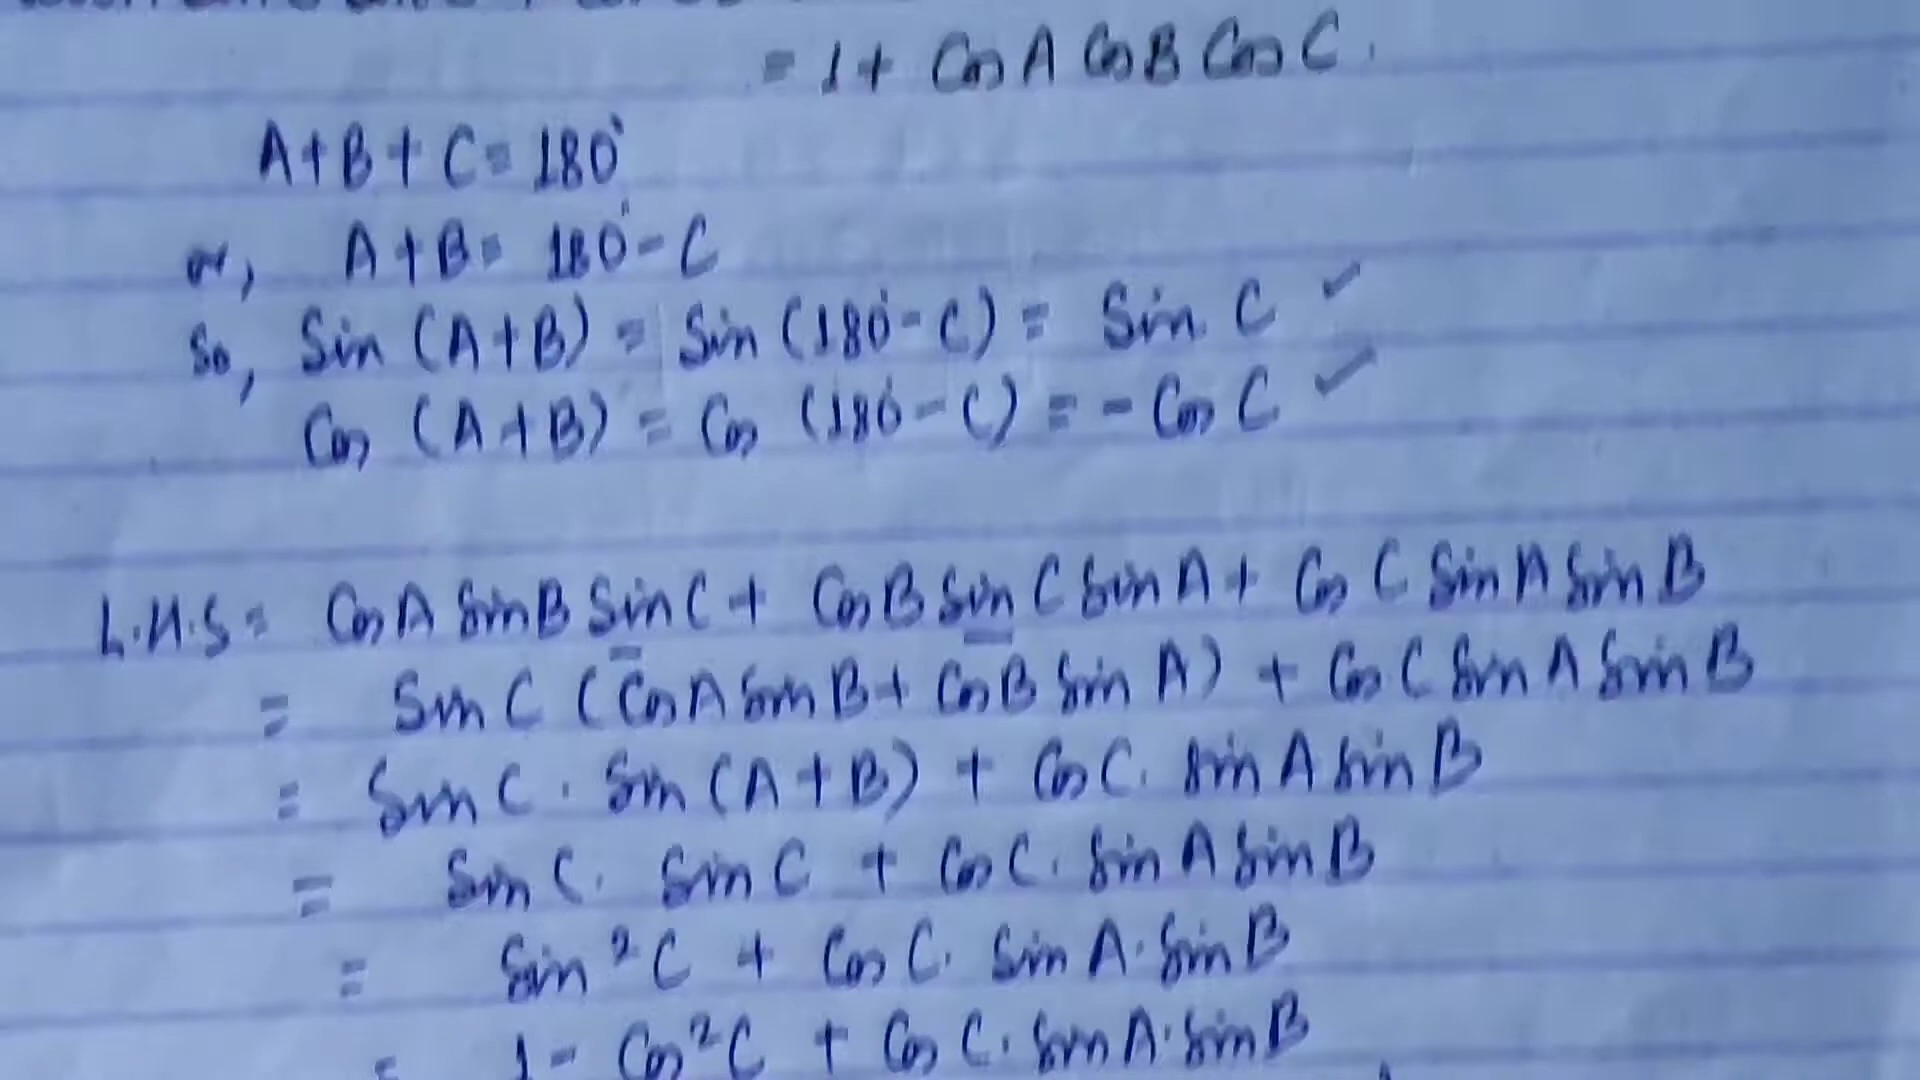 = 1 + Cos A Cos B Cos C.
A + B + C = 180°
or, A + B = 180° - C
So, Sin (A + B) = Sin (180° - C) = Sin C ✓
Cos (A + B) = Cos (180° - C) = - Cos C ✓
L.H.S = Cos A Sin B Sin C + Cos B Sin C Sin A + Cos C Sin A Sin B
= Sin C (Cos A Sin B + Cos B Sin A) + Cos C Sin A Sin B
= Sin C . Sin (A + B) + Cos C . Sin A Sin B
= Sin C . Sin C + Cos C . Sin A Sin B
= Sin² C + Cos C . Sin A . Sin B
= 1 - Cos² C + Cos C . Sin A . Sin B